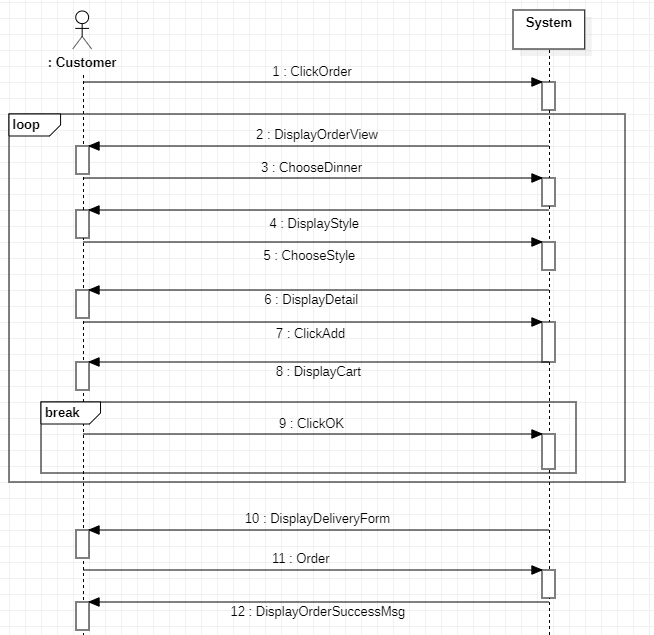 System
: Customer
1 : ClickOrder
loop
2 : DisplayOrderView
3 : ChooseDinner
4 : DisplayStyle
5 : ChooseStyle
6 : DisplayDetail
7 : ClickAdd
8 : DisplayCart
break
9 : ClickOK
10 : DisplayDeliveryForm
11 : Order
12 : DisplayOrderSuccessMsg